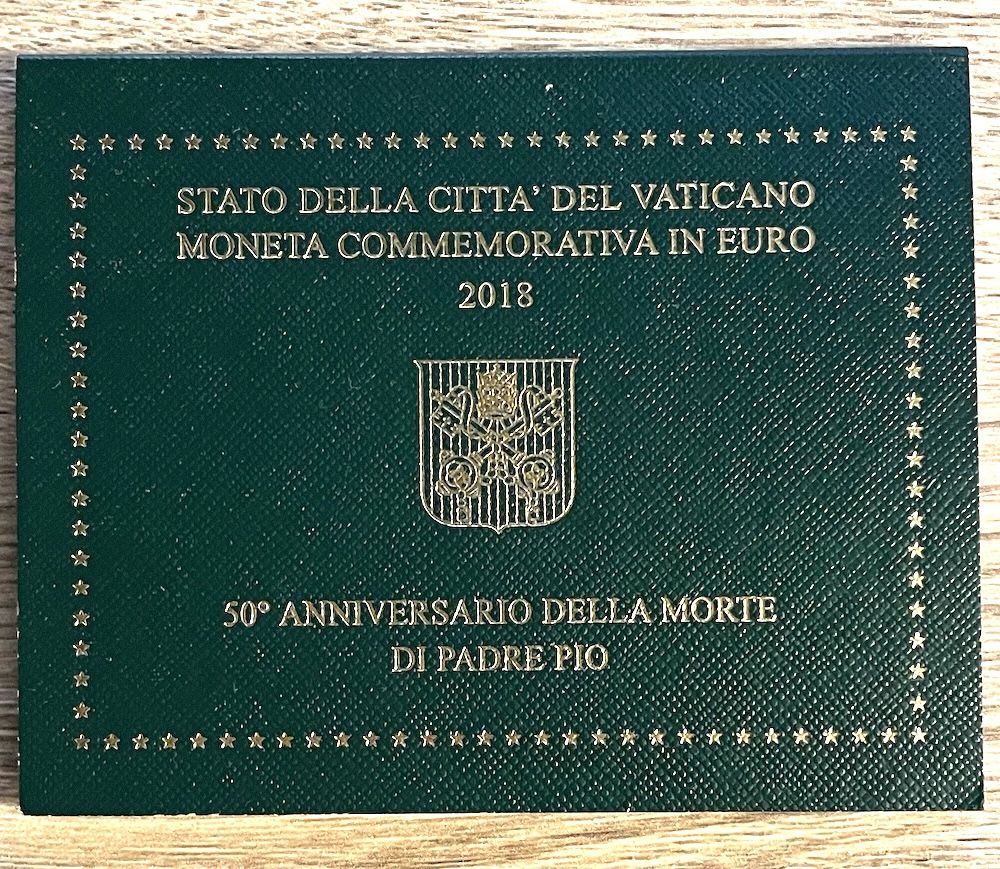 STATO DELLA CITTA' DEL VATICANO
MONETA COMMEMORATIVA IN EURO
2018
50° ANNIVERSARIO DELLA MORTE
DI PADRE PIO